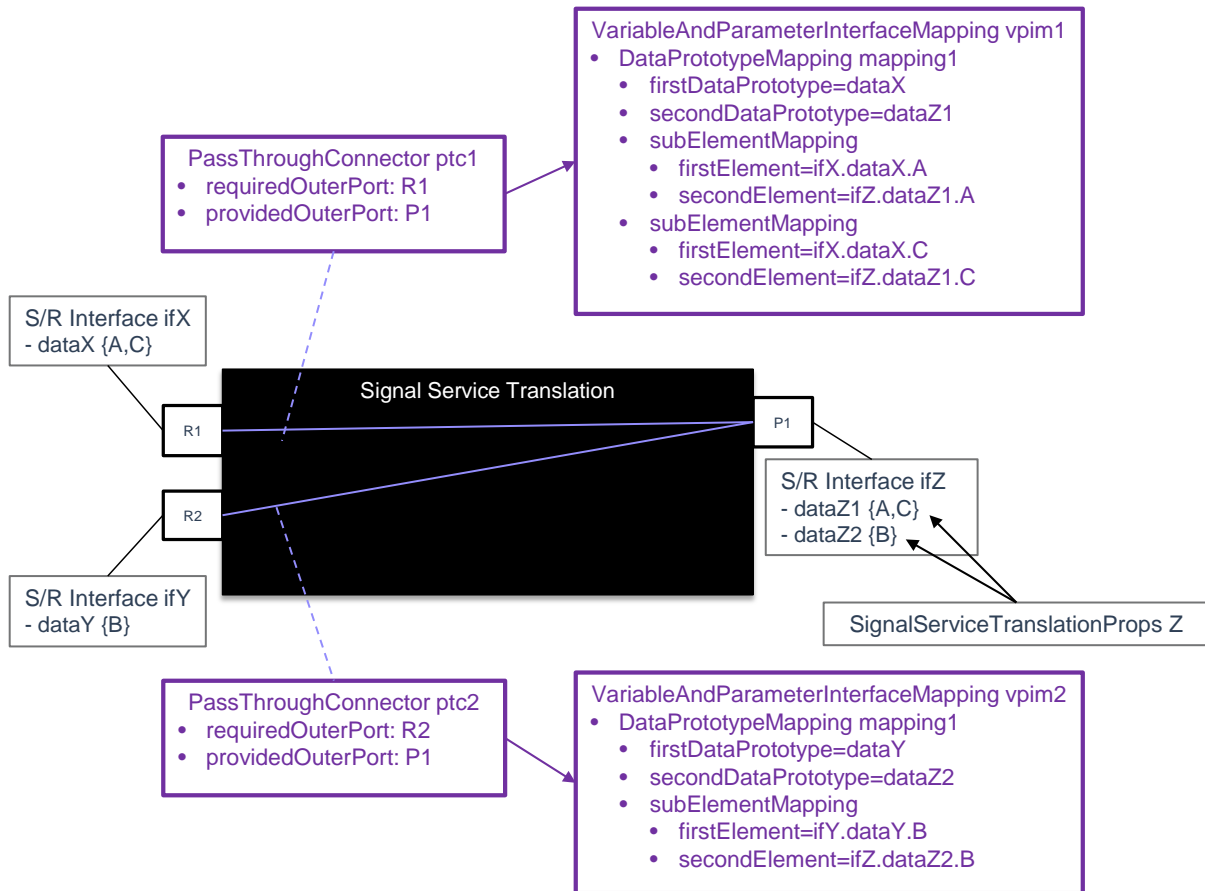 VariableAndParameterInterfaceMapping vpim1
• DataPrototypeMapping mapping1
• firstDataPrototype=dataX
• secondDataPrototype=dataZ1
• subElementMapping
• firstElement=ifX.dataX.A
• secondElement=ifZ.dataZ1.A
• subElementMapping
• firstElement=ifX.dataX.C
• secondElement=ifZ.dataZ1.C
PassThroughConnector ptc1
• requiredOuterPort: R1
• providedOuterPort: P1
S/R Interface ifX
- dataX {A,C}
Signal Service Translation
R1
P1
R2
S/R Interface ifZ
- dataZ1 {A,C}
- dataZ2 {B}
S/R Interface ifY
- dataY {B}
SignalServiceTranslationProps Z
PassThroughConnector ptc2
• requiredOuterPort: R2
• providedOuterPort: P1
VariableAndParameterInterfaceMapping vpim2
• DataPrototypeMapping mapping1
• firstDataPrototype=dataY
• secondDataPrototype=dataZ2
• subElementMapping
• firstElement=ifY.dataY.B
• secondElement=ifZ.dataZ2.B